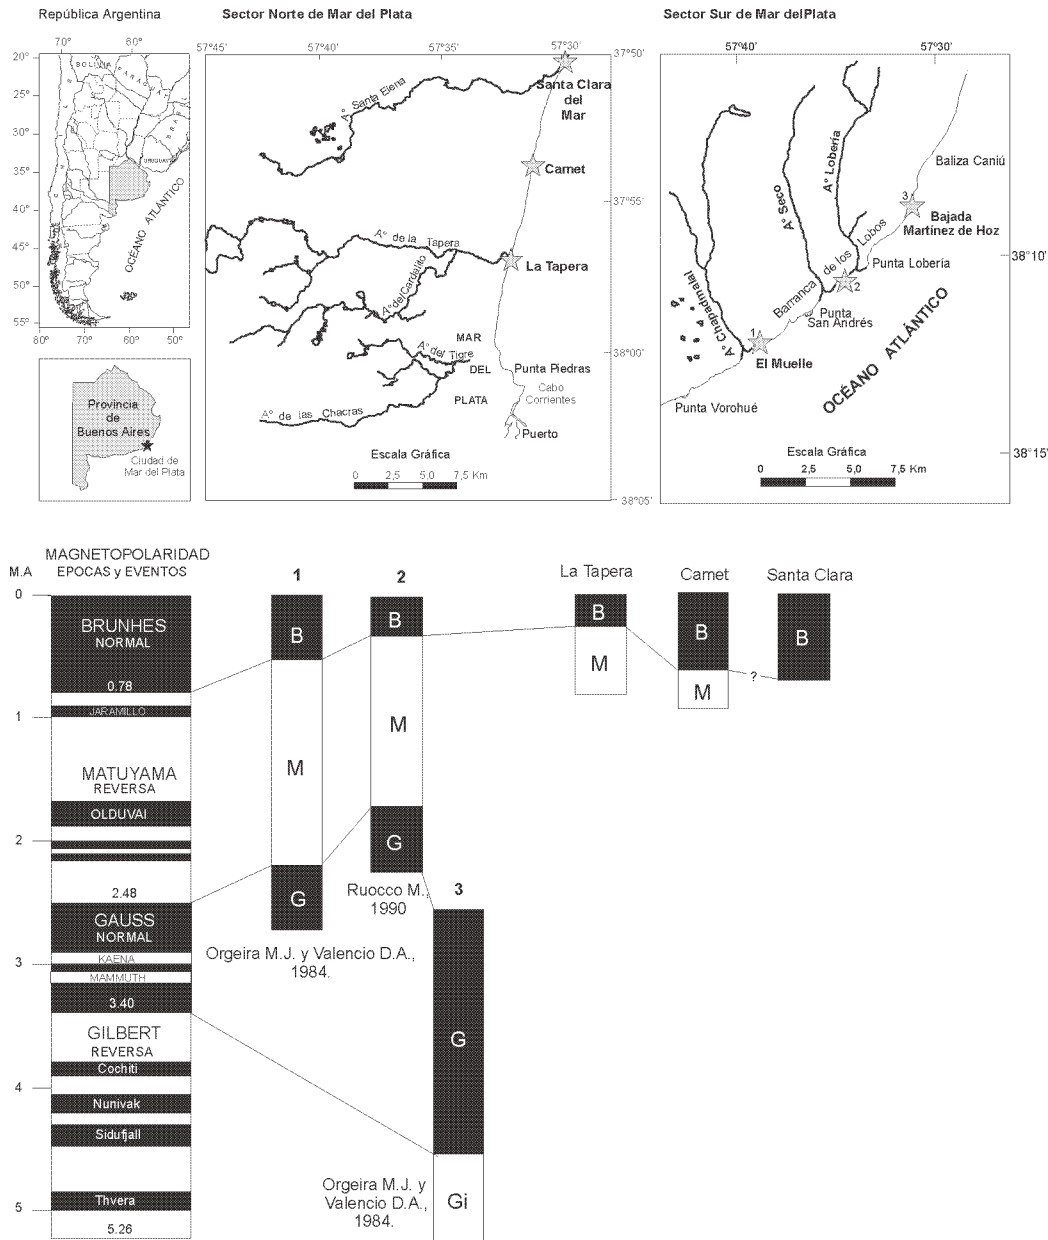 República Argentina
Sector Norte de Mar del Plata
Sector Sur de Mar delPlata
70°
60°
20°
25°
30°
35°
40°
45°
50°
55°
80°
70°
60°
50°
BOLIVIA
PARAGUAY
BRASIL
URUGUAY
OCÉANO ATLÁNTICO
Provincia
de
Buenos Aires
Ciudad de
Mar del Plata
57°45'
57°40'
57°35'
57°30'
37°50'
37°55'
38°00'
38°05'
A° Santa Elena
Santa Clara
del
Mar
Camet
A° de la Tapera
La Tapera
A° del Cardalito
A° del Tigre
MAR
DEL
PLATA
A° de las Chacras
Punta Piedras
Cabo
Corrientes
Puerto
Escala Gráfica
0 2,5 5,0 7,5 Km
57°40'
57°30'
38°10'
38°15'
A° Lobería
A° Seco
A° Chapadmalal
Baliza Caniú
3
Bajada
Martínez de Hoz
Barranca de los Lobos
Punta Lobería
2
Punta
San Andrés
1
El Muelle
Punta Vorohué
OCÉANO ATLÁNTICO
Escala Gráfica
0 2,5 5,0 7,5 Km
MAGNETOPOLARIDAD
EPOCAS y EVENTOS
M.A
0
1
2
3
4
5
BRUNHES
NORMAL
0.78
JARAMILLO
MATUYAMA
REVERSA
OLDUVAI
2.48
GAUSS
NORMAL
KAENA
MAMMUTH
3.40
GILBERT
REVERSA
Cochiti
Nunivak
Sidufjall
Thvera
5.26
1
B
M
G
Orgeira M.J. y Valencio D.A.,
1984.
2
B
M
G
Ruocco M.,
1990
3
G
Gi
Orgeira M.J. y
Valencio D.A.,
1984.
La Tapera
B
M
Camet
B
M
?
Santa Clara
B